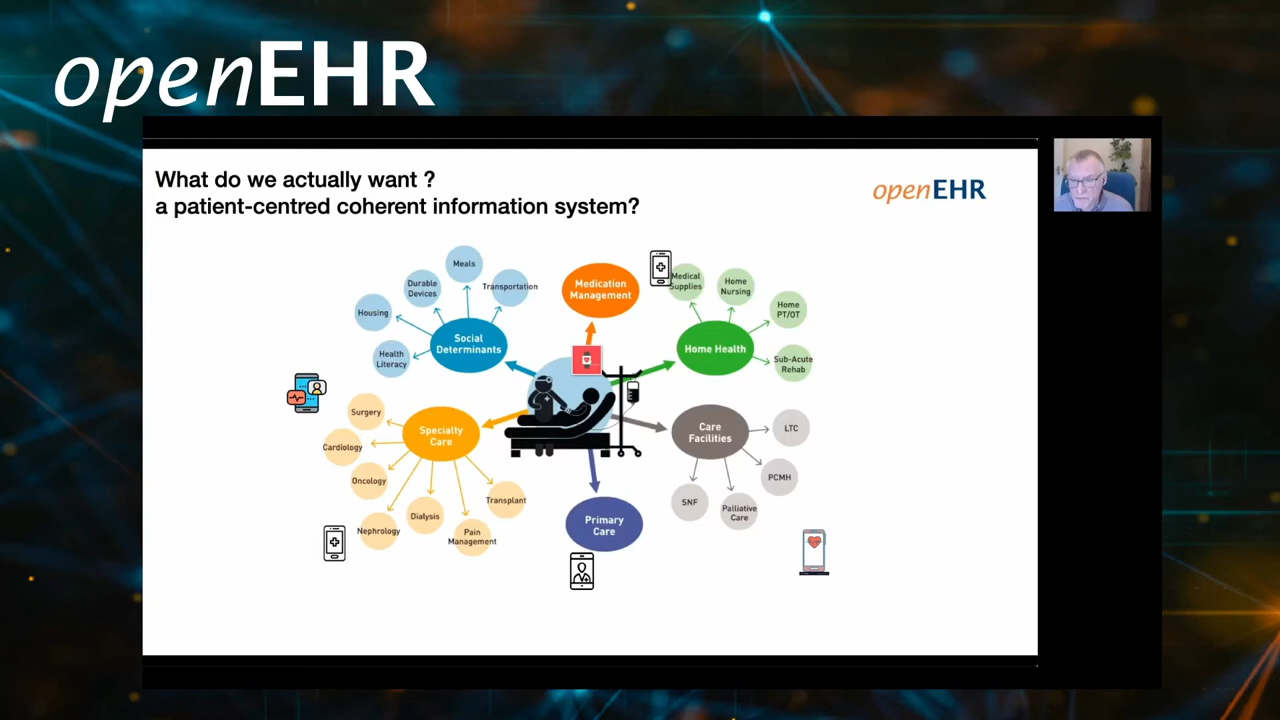 openEHR
What do we actually want ?
a patient-centred coherent information system?
openEHR
Meals
Durable
Devices
Transportation
Housing
Health
Literacy
Social
Determinants
Medication
Management
Medical
Supplies
Home
Nursing
Home
PT/OT
Sub-Acute
Rehab
Home Health
Surgery
Cardiology
Oncology
Nephrology
Dialysis
Pain
Management
Transplant
Specialty
Care
Primary
Care
Care
Facilities
LTC
PCMH
Palliative
Care
SNF